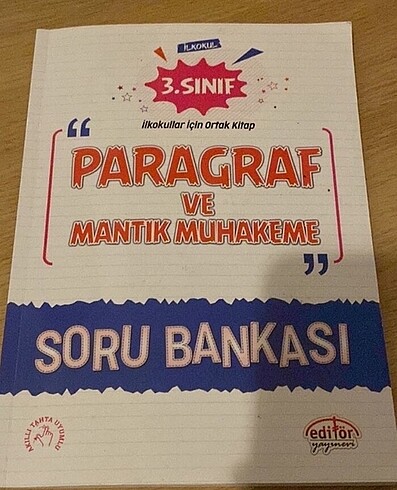 İLKOKUL
3. SINIF
İlkokullar İçin Ortak Kitap
“
PARAGRAF
VE
MANTIK MUHAKEME
”
SORU BANKASI
AKILLI TAHTA UYUMLU
editör
yayınevi